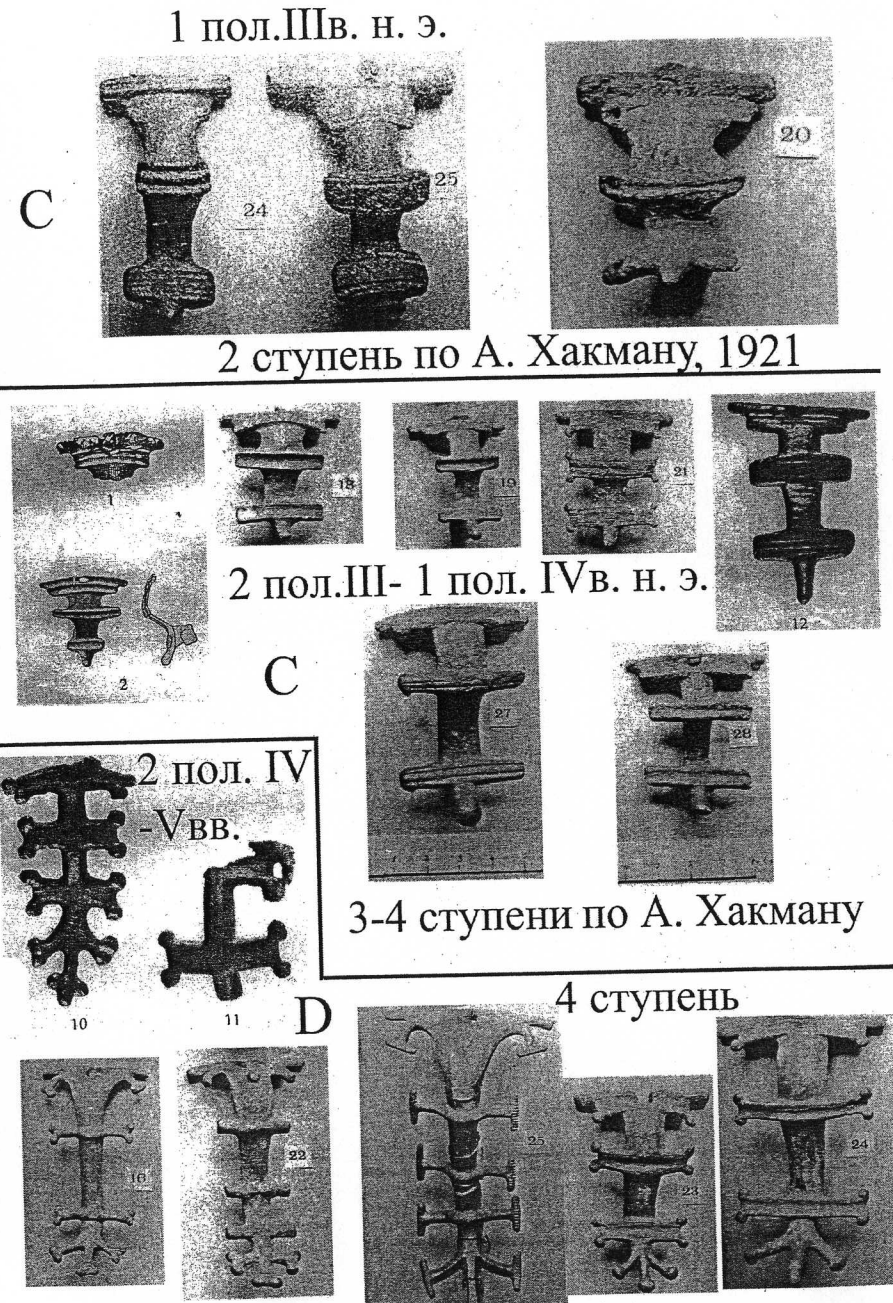 1 пол.IIIв. н. э.
24
25
20
С
2 ступень по А. Хакману, 1921
1
18
19
21
12
2 пол.III- 1 пол. IVв. н. э.
2
С
27
28
2 пол. IV
-Vвв.
3-4 ступени по А. Хакману
10
11
D
4 ступень
16
22
25
23
24